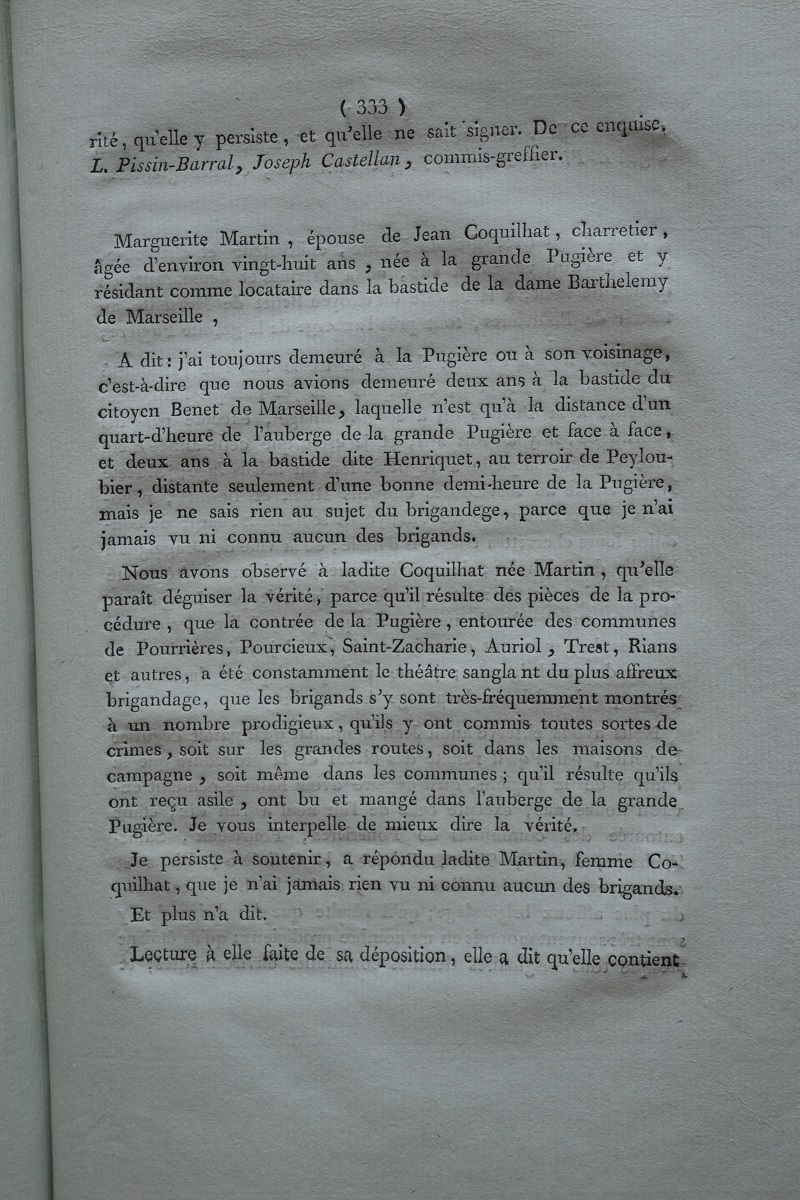 ( 333 )
rité, qu'elle y persiste, et qu'elle ne sait signer. De ce enquise,
L. Pissin-Barral, Joseph Castellan, commis-greffier.
Marguerite Martin , épouse de Jean Coquilhat , charretier ,
âgée d'environ vingt-huit ans , née à la grande Pugière et y
résidant comme locataire dans la bastide de la dame Barthelemy
de Marseille ,
A dit : j'ai toujours demeuré à la Pugière ou à son voisinage,
c'est-à-dire que nous avions demeuré deux ans à la bastide du
citoyen Benet de Marseille, laquelle n'est qu'à la distance d'un
quart-d'heure de l'auberge de la grande Pugière et face à face,
et deux ans à la bastide dite Henriquet, au terroir de Peylou-
bier, distante seulement d'une bonne demi-heure de la Pugière,
mais je ne sais rien au sujet du brigandege, parce que je n'ai
jamais vu ni connu aucun des brigands.
Nous avons observé à ladite Coquilhat née Martin , qu'elle
paraît déguiser la vérité, parce qu'il résulte des pièces de la pro-
cédure , que la contrée de la Pugière , entourée des communes
de Pourrières, Pourcieux, Saint-Zacharie, Auriol , Trest, Rians
et autres, a été constamment le théâtre sangla nt du plus affreux
brigandage, que les brigands s'y sont très-fréquemment montrés
à un nombre prodigieux , qu'ils y ont commis toutes sortes de
crimes , soit sur les grandes routes, soit dans les maisons de
campagne , soit même dans les communes ; qu'il résulte qu'ils
ont reçu asile , ont bu et mangé dans l'auberge de la grande
Pugière. Je vous interpelle de mieux dire la vérité.
Je persiste à soutenir, a répondu ladite Martin, femme Co-
quilhat , que je n'ai jamais rien vu ni connu aucun des brigands.
Et plus n'a dit.
Lecture à elle faite de sa déposition, elle a dit qu'elle contient